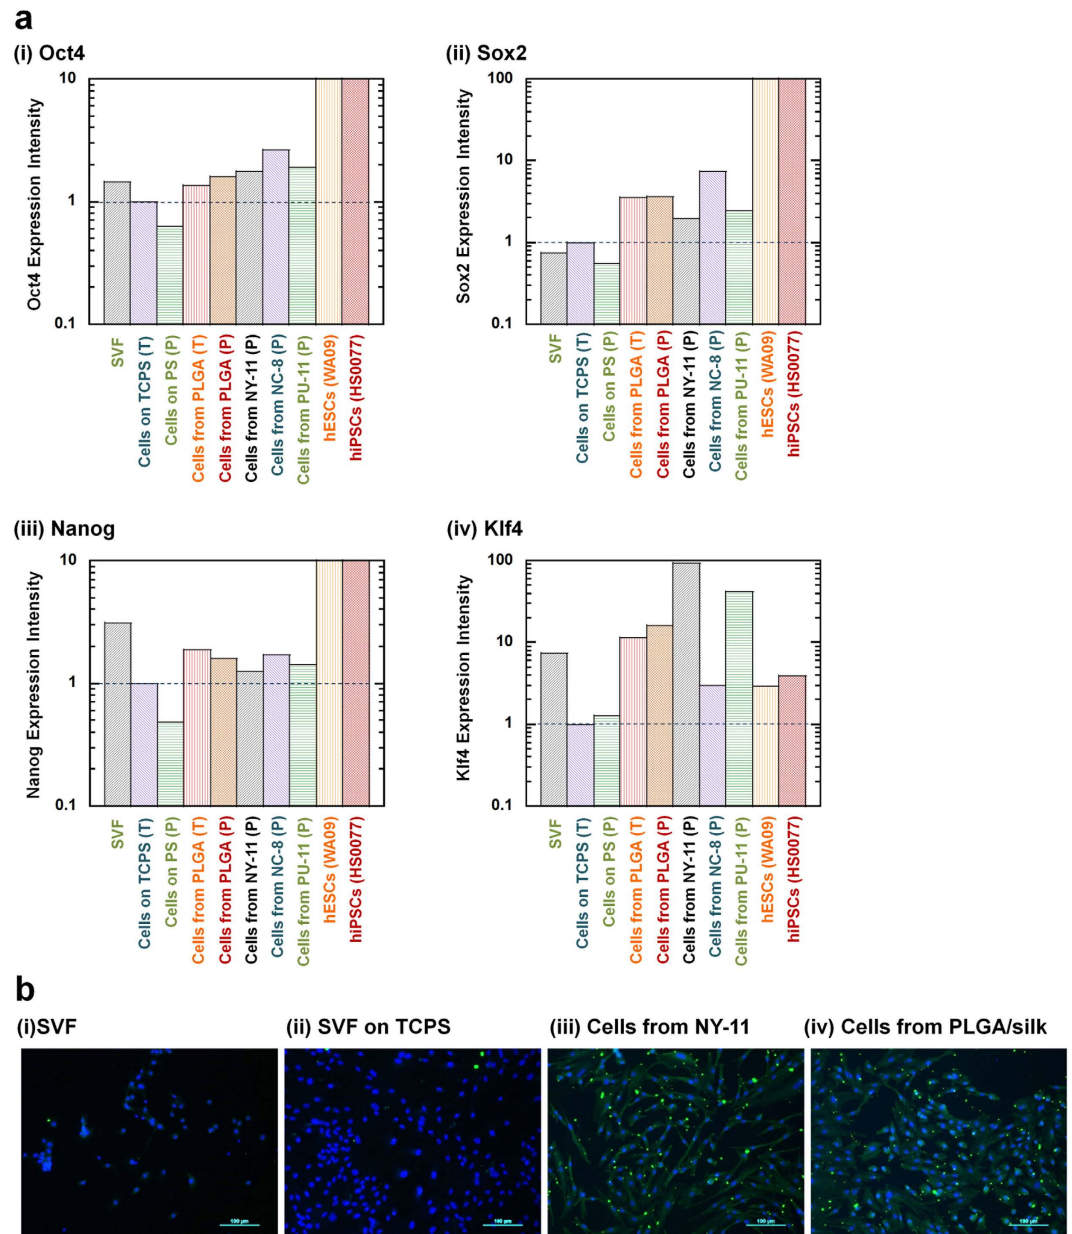 a
(i) Oct4
10
1
0.1
Oct4 Expression Intensity
SVF
Cells on TCPS (T)
Cells on PS (P)
Cells from PLGA (T)
Cells from PLGA (P)
Cells from NY-11 (P)
Cells from NC-8 (P)
Cells from PU-11 (P)
hESCs (WA09)
hiPSCs (HS0077)
(ii) Sox2
100
10
1
0.1
Sox2 Expression Intensity
SVF
Cells on TCPS (T)
Cells on PS (P)
Cells from PLGA (T)
Cells from PLGA (P)
Cells from NY-11 (P)
Cells from NC-8 (P)
Cells from PU-11 (P)
hESCs (WA09)
hiPSCs (HS0077)
(iii) Nanog
10
1
0.1
Nanog Expression Intensity
SVF
Cells on TCPS (T)
Cells on PS (P)
Cells from PLGA (T)
Cells from PLGA (P)
Cells from NY-11 (P)
Cells from NC-8 (P)
Cells from PU-11 (P)
hESCs (WA09)
hiPSCs (HS0077)
(iv) Klf4
100
10
1
0.1
Klf4 Expression Intensity
SVF
Cells on TCPS (T)
Cells on PS (P)
Cells from PLGA (T)
Cells from PLGA (P)
Cells from NY-11 (P)
Cells from NC-8 (P)
Cells from PU-11 (P)
hESCs (WA09)
hiPSCs (HS0077)
b
(i)SVF
(ii) SVF on TCPS
(iii) Cells from NY-11
(iv) Cells from PLGA/silk
100 µm
100 µm
100 µm
100 µm